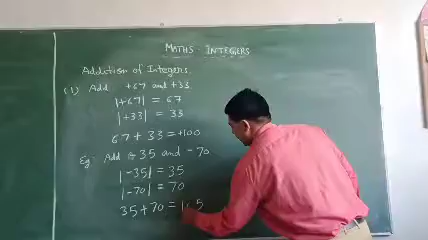 MATHS - INTEGERS
Addition of Integers.
(1) Add +67 and +33
|+67| = 67
|+33| = 33
67 + 33 = +100
Eg: Add 35 and -70
|-35| = 35
|-70| = 70
35 + 70 = 105